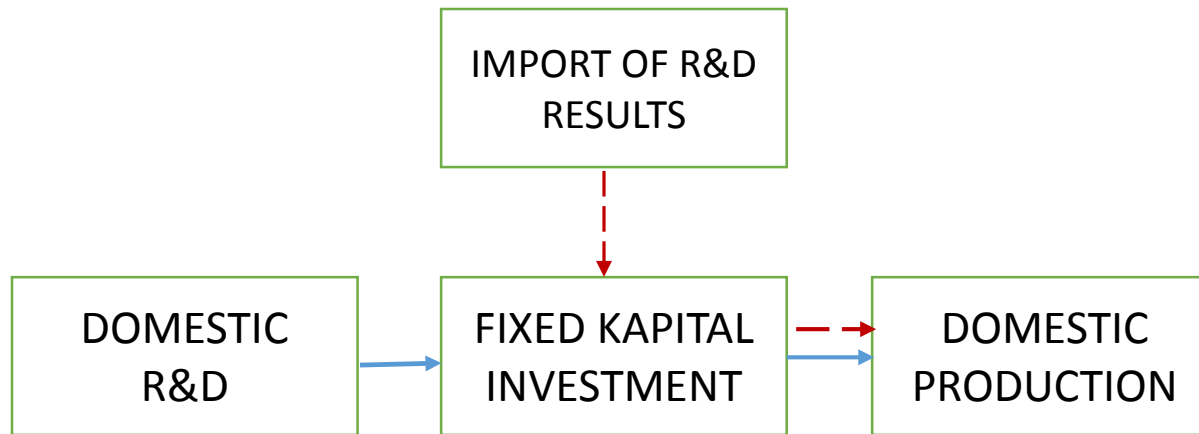 IMPORT OF R&D
RESULTS
DOMESTIC
R&D
FIXED KAPITAL
INVESTMENT
DOMESTIC
PRODUCTION